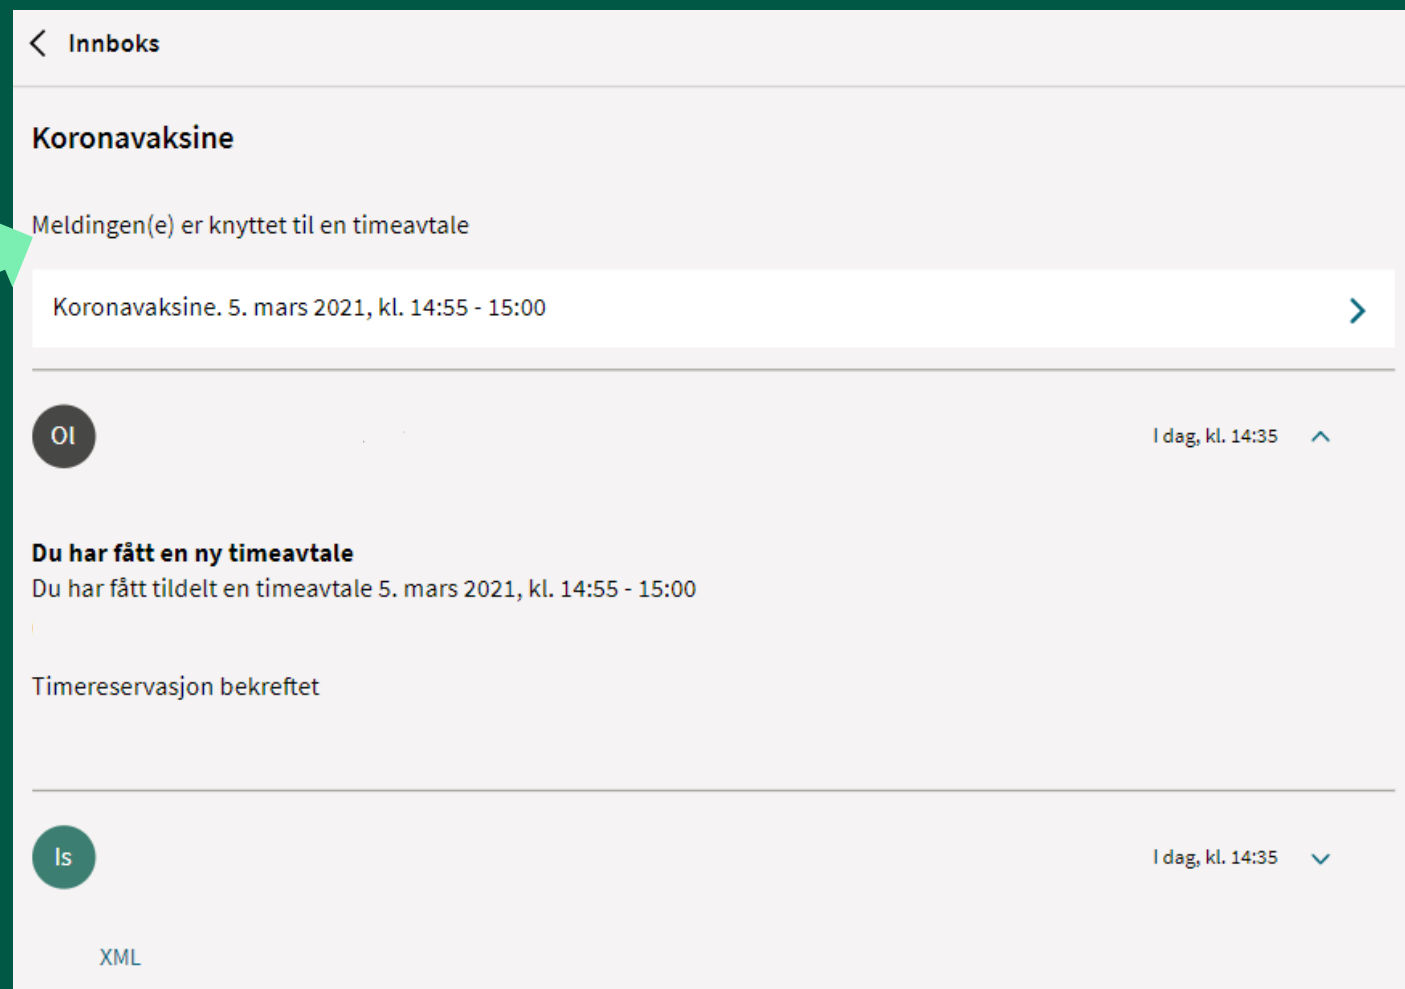 Innboks
Koronavaksine
Meldingen(e) er knyttet til en timeavtale
Koronavaksine. 5. mars 2021, kl. 14:55 - 15:00
Ol
I dag, kl. 14:35
Du har fått en ny timeavtale
Du har fått tildelt en timeavtale 5. mars 2021, kl. 14:55 - 15:00
Timereservasjon bekreftet
Is
I dag, kl. 14:35
XML